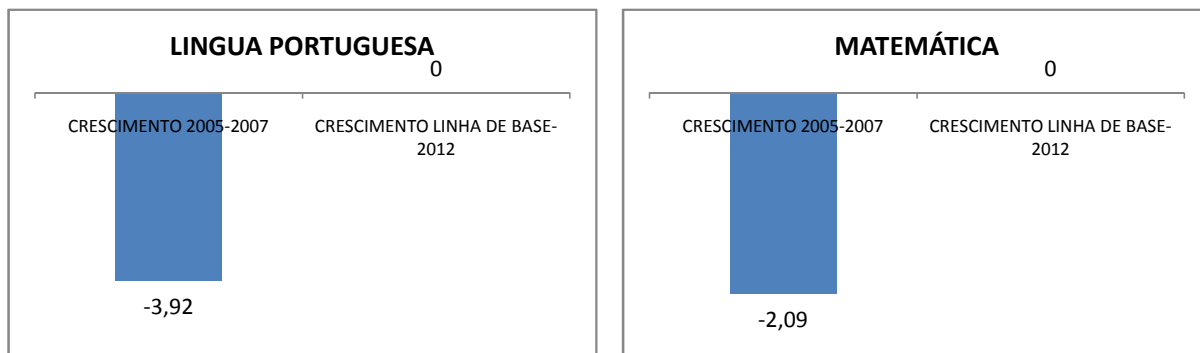 LINGUA PORTUGUESA
0
CRESCIMENTO 2005-2007
CRESCIMENTO LINHA DE BASE-
2012
-3,92
MATEMÁTICA
0
CRESCIMENTO 2005-2007
CRESCIMENTO LINHA DE BASE-
2012
-2,09